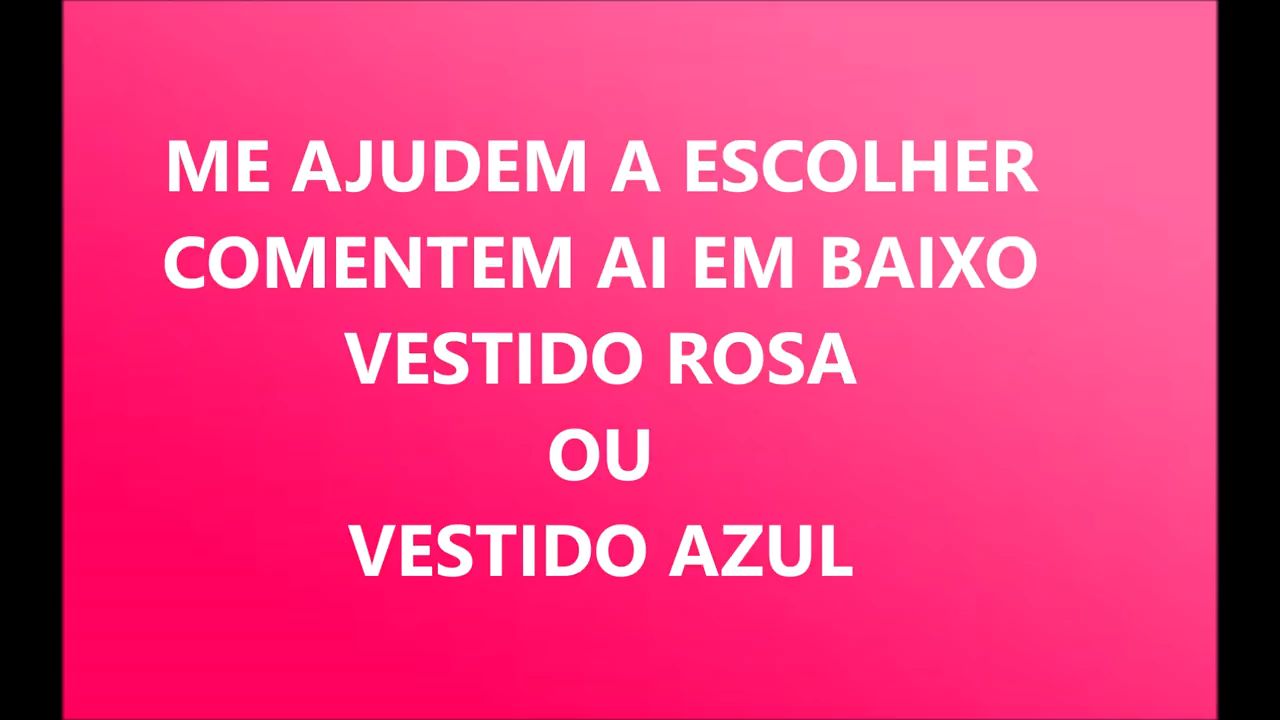 ME AJUDEM A ESCOLHER
COMENTEM AI EM BAIXO
VESTIDO ROSA
OU
VESTIDO AZUL